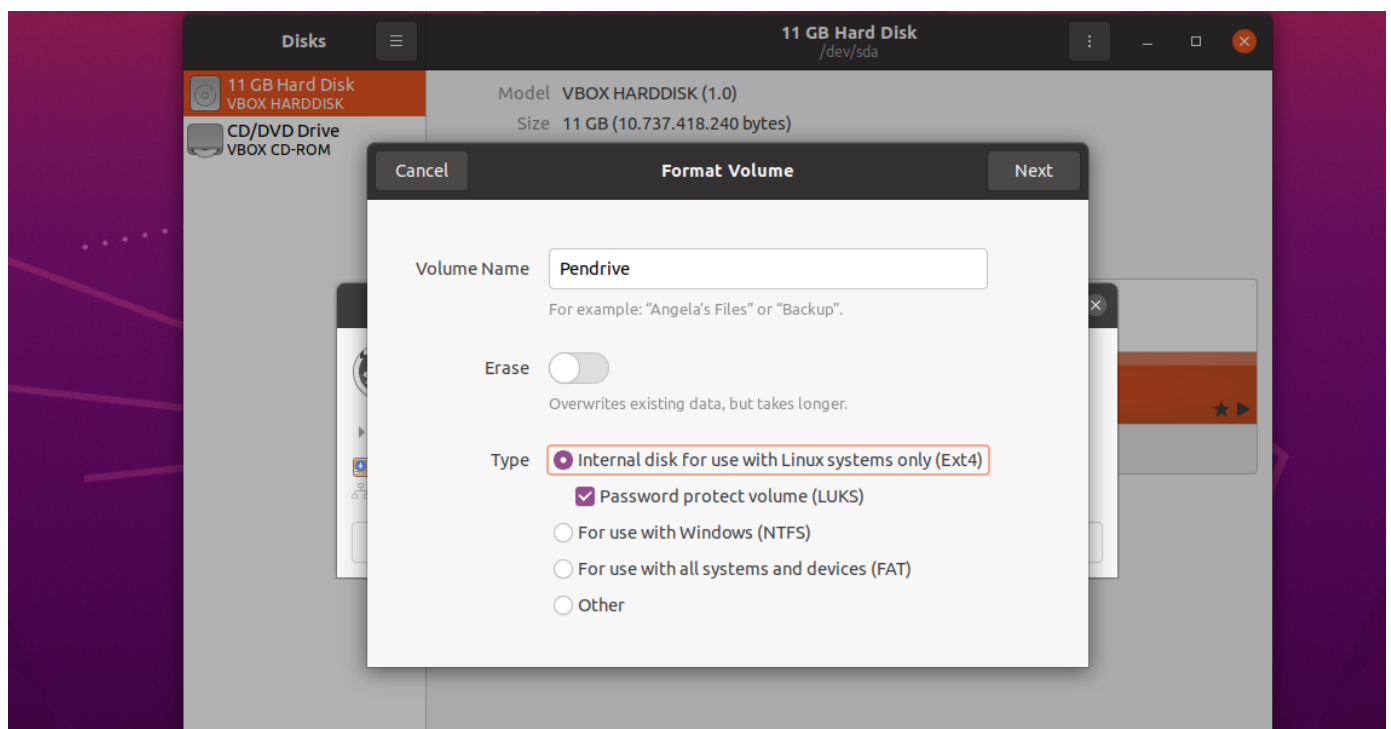 Disks
11 GB Hard Disk
/dev/sda
11 GB Hard Disk
VBOX HARDDISK
CD/DVD Drive
VBOX CD-ROM
Model VBOX HARDDISK (1.0)
Size 11 GB (10.737.418.240 bytes)
Cancel
Format Volume
Next
Volume Name
Pendrive
For example: “Angela’s Files” or “Backup”.
Erase
Overwrites existing data, but takes longer.
Type
Internal disk for use with Linux systems only (Ext4)
Password protect volume (LUKS)
For use with Windows (NTFS)
For use with all systems and devices (FAT)
Other